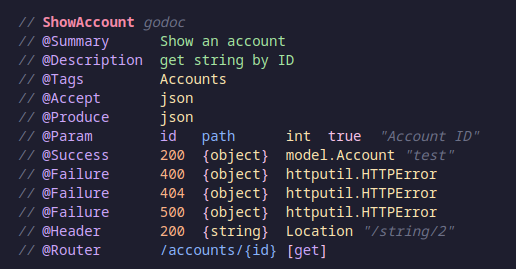 // ShowAccount godoc
// @Summary      Show an account
// @Description  get string by ID
// @Tags         Accounts
// @Accept       json
// @Produce      json
// @Param        id   path      int  true  "Account ID"
// @Success      200  {object}  model.Account "test"
// @Failure      400  {object}  httputil.HTTPError
// @Failure      404  {object}  httputil.HTTPError
// @Failure      500  {object}  httputil.HTTPError
// @Header       200  {string}  Location "/string/2"
// @Router       /accounts/{id} [get]